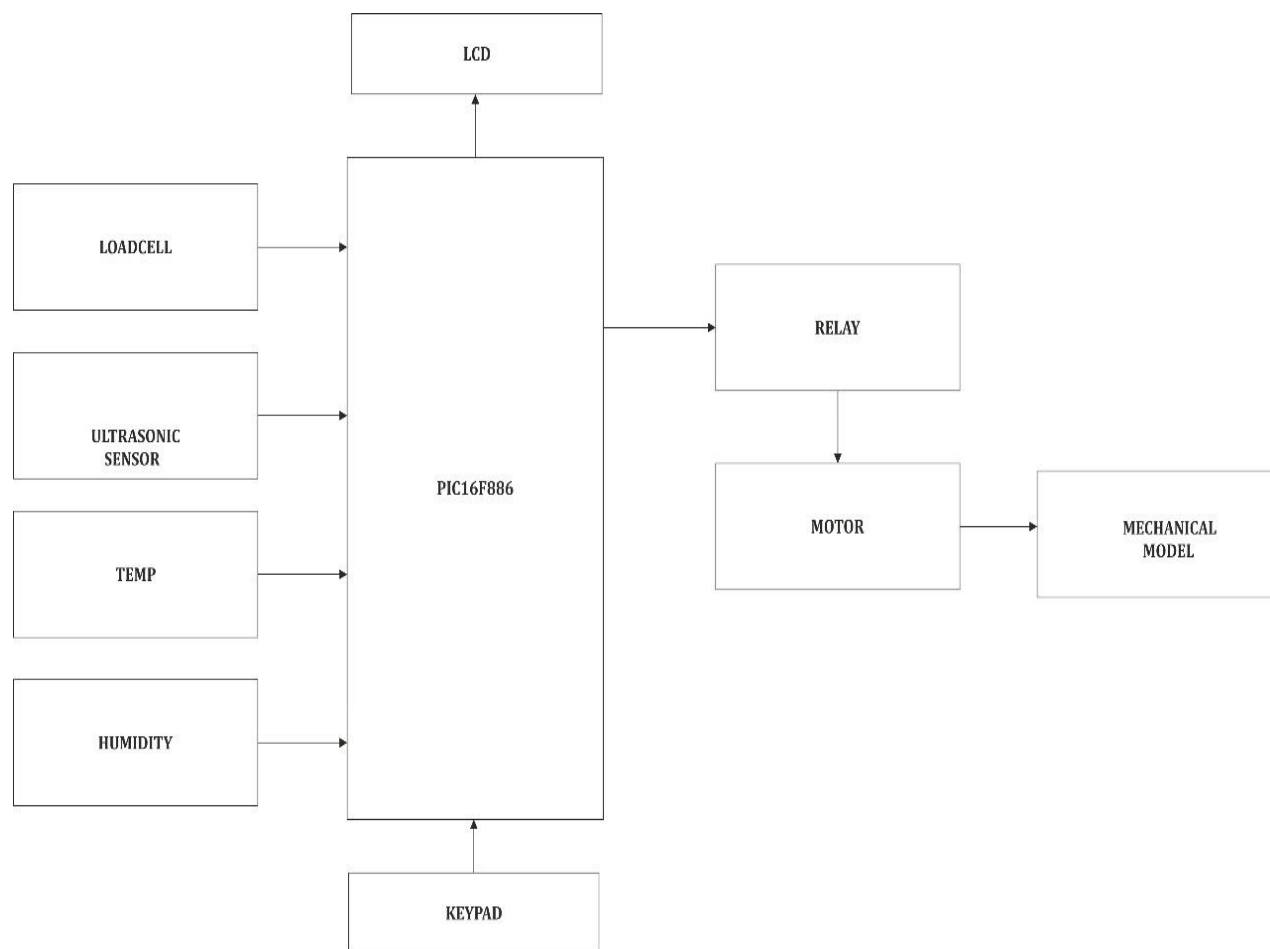 LCD
LOADCELL
RELAY
ULTRASONIC
SENSOR
PIC16F886
MOTOR
MECHANICAL
MODEL
TEMP
HUMIDITY
KEYPAD